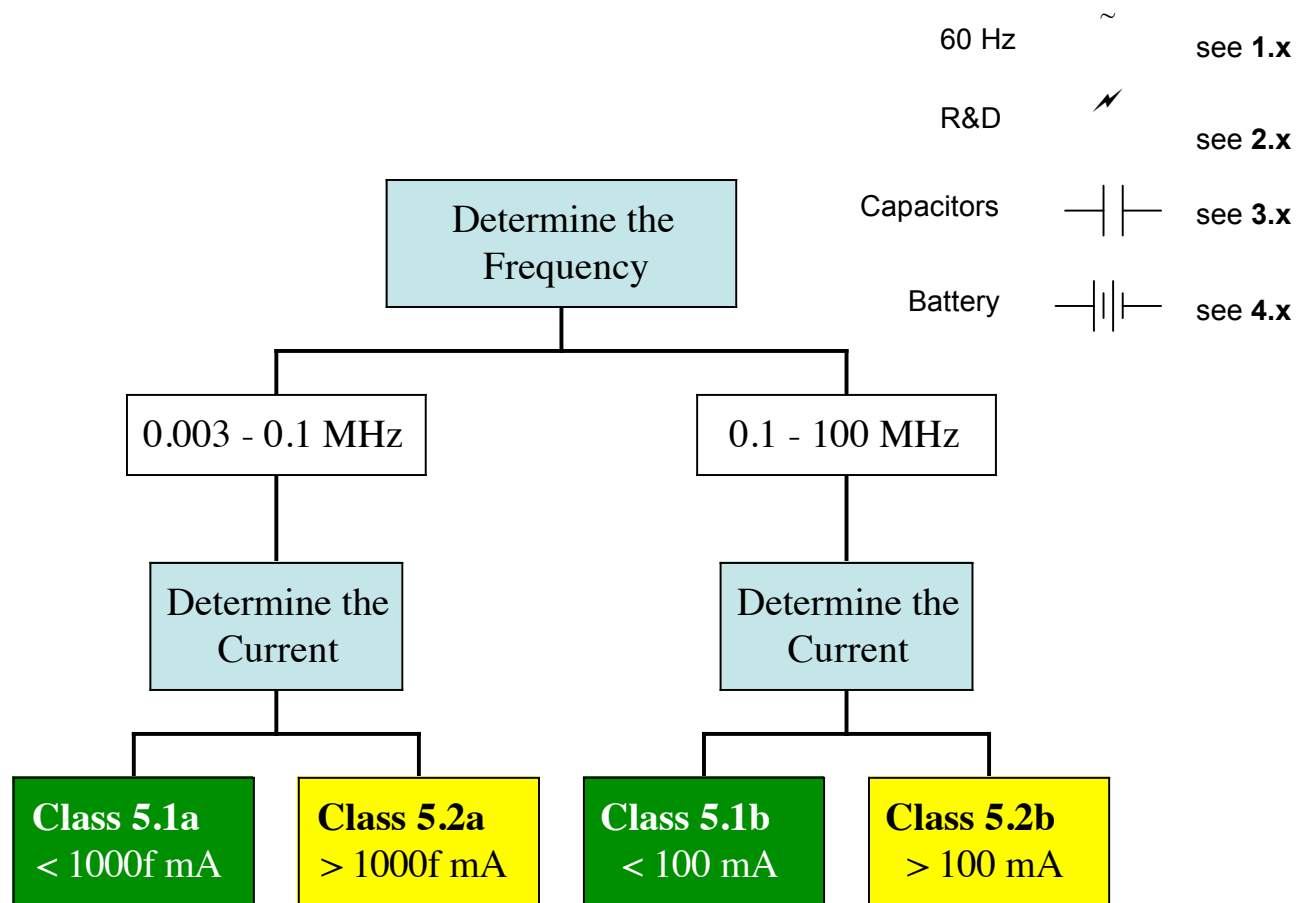 60 Hz ~ see 1.x
R&D see 2.x
Capacitors see 3.x
Battery see 4.x
Determine the
Frequency
0.003 - 0.1 MHz
0.1 - 100 MHz
Determine the
Current
Determine the
Current
Class 5.1a
< 1000f mA
Class 5.2a
> 1000f mA
Class 5.1b
< 100 mA
Class 5.2b
> 100 mA